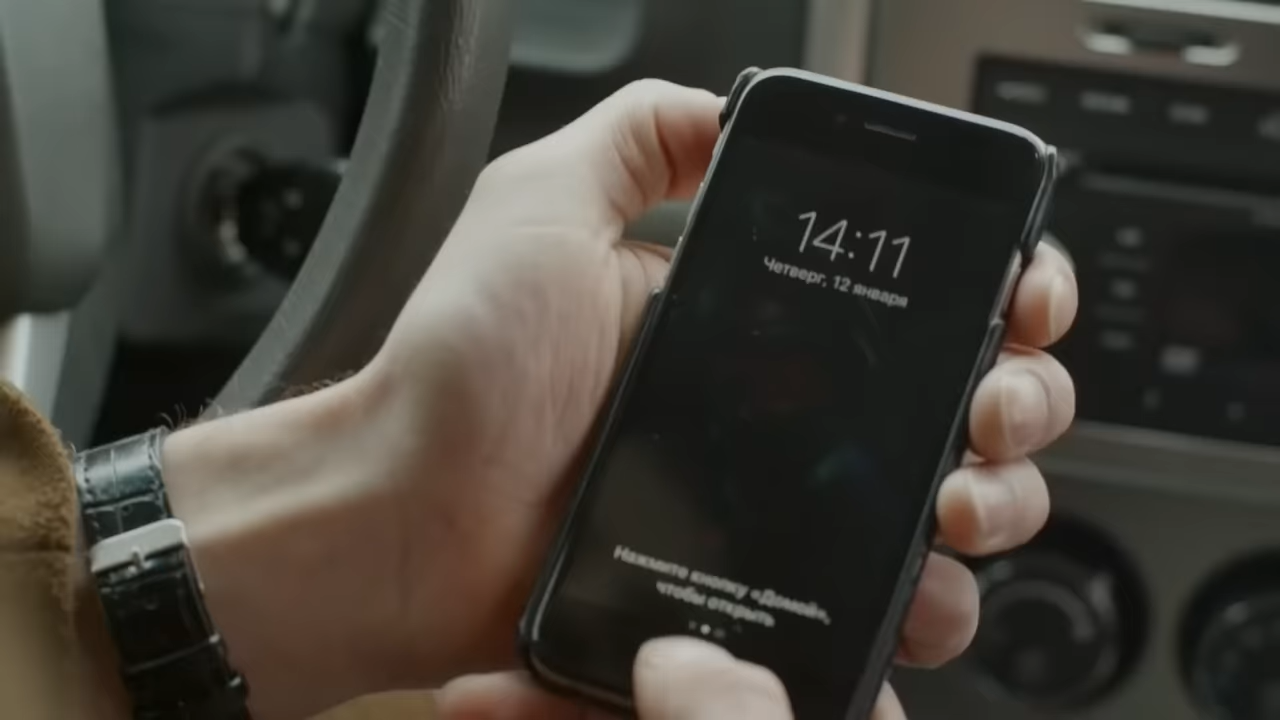 14:11
Четверг, 12 января
Нажмите кнопку «Домой»,
чтобы открыть